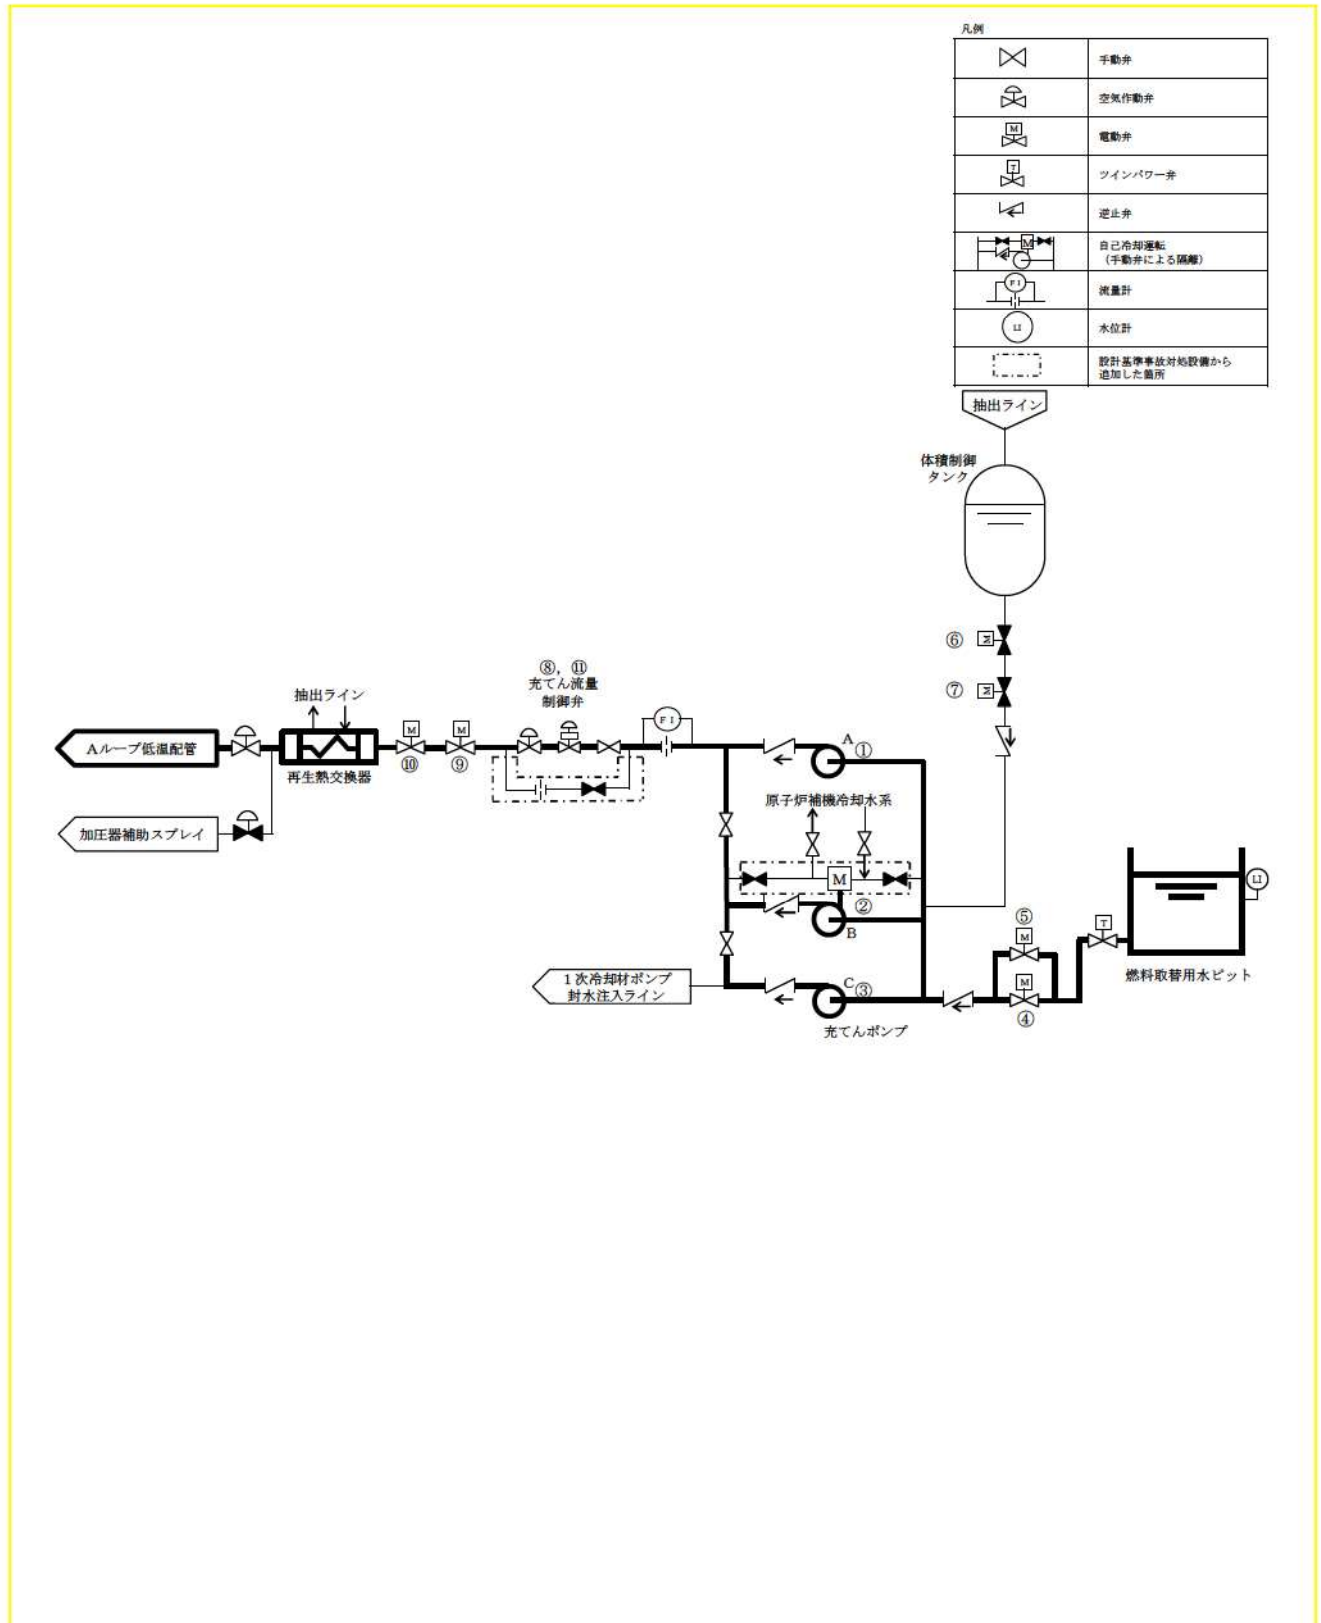 凡例
手動弁
空気作動弁
M
電動弁
T
ツインパワー弁
逆止弁
M
自己冷却運転
(手動弁による隔離)
FI
流量計
LI
水位計
設計基準事故対処設備から
追加した箇所
抽出ライン
体積制御
タンク
⑥
M
⑦
M
⑧，⑪
充てん流量
制御弁
抽出ライン
FI
Aループ低温配管
M
M
⑩
⑨
再生熱交換器
A
①
加圧器補助スプレイ
原子炉補機冷却水系
M
②
B
LI
⑤
M
T
燃料取替用水ピット
1次冷却材ポンプ
封水注入ライン
C
③
M
④
充てんポンプ